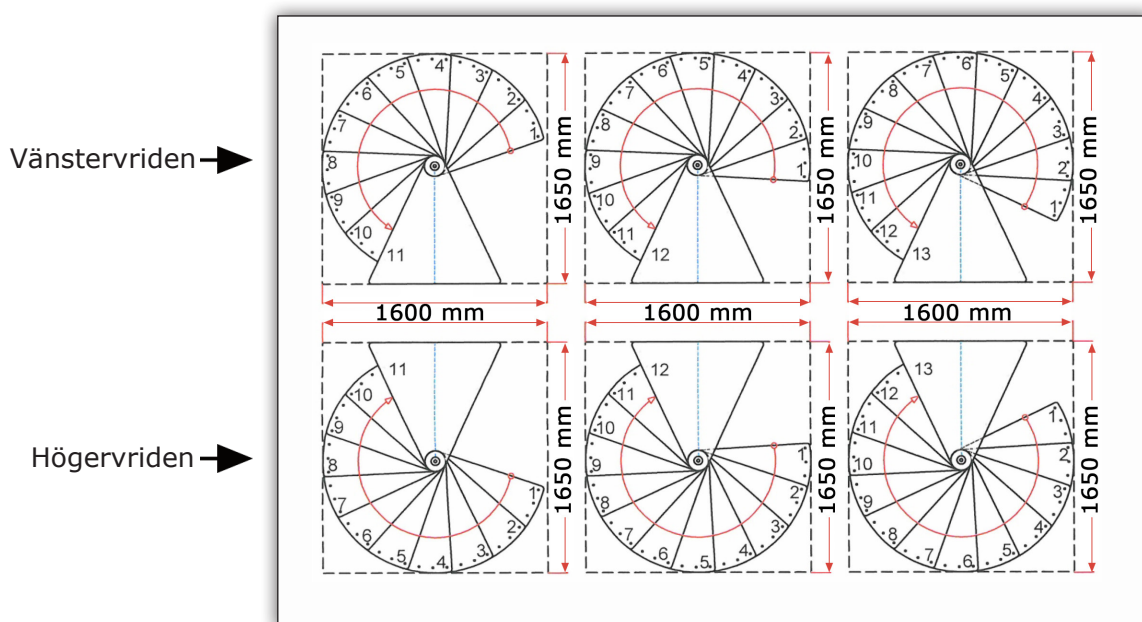 5 4 3 6 2 7 1 8 9 10 11
6 5 4 7 3 8 2 9 1 10 11 12
7 6 5 8 4 9 3 10 2 11 1 12 13
Vänstervriden
1650 mm
1650 mm
1650 mm
1600 mm
1600 mm
1600 mm
11 10 9 8 7 1 6 2 5 4 3
12 11 10 9 1 8 2 7 3 6 5 4
13 12 1 11 2 10 9 3 8 4 7 6 5
Högervriden
1650 mm
1650 mm
1650 mm